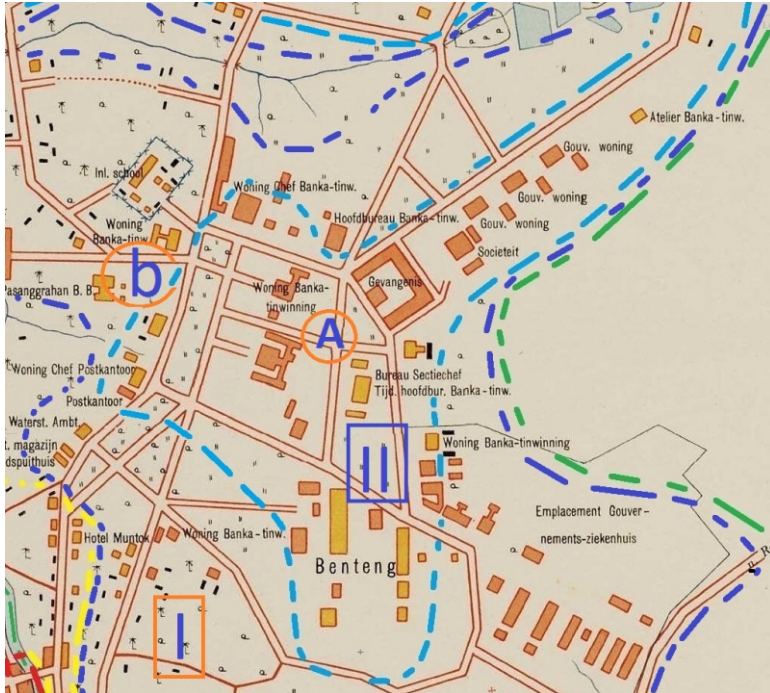 Atelier Banka-tinw.
Gouv. woning
Inl. school
Woning Chef Banka-tinw.
Gouv. woning
Hoofdbureau Banka-tinw.
Gouv. woning
Woning
Banka-tinw.
Societeit
b
Gevangenis
Pasanggrahan B. B.
Woning Banka-
tinwinning
A
Woning Chef Postkantoor
Bureau Sectiechef
Tijd. hoofdbur. Banka-tinw.
Postkantoor
Waterst. Ambt.
t. magazijn
dspuithuis
Woning Banka-tinwinning
II
Emplacement Gouver-
nements-ziekenhuis
Hotel Muntok
Woning Banka-tinw.
Benteng
I
R